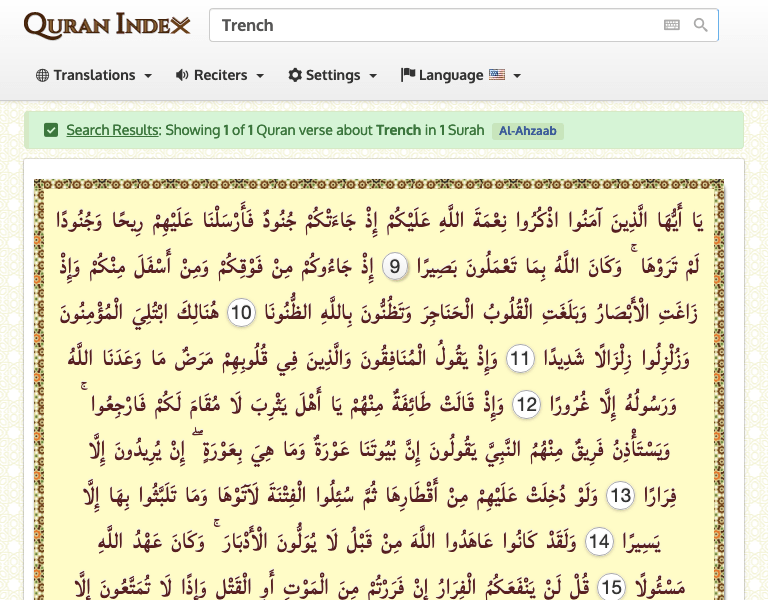 QURAN INDEX
Trench
Translations Reciters Settings Language
Search Results: Showing 1 of 1 Quran verse about Trench in 1 Surah Al-Ahzaab
يَا أَيُّهَا الَّذِينَ آمَنُوا اذْكُرُوا نِعْمَةَ اللَّهِ عَلَيْكُمْ إِذْ جَاءَتْكُمْ جُنُودٌ فَأَرْسَلْنَا عَلَيْهِمْ رِيحًا وَجُنُودًا
لَمْ تَرَوْهَا ۚ وَكَانَ اللَّهُ بِمَا تَعْمَلُونَ بَصِيرًا 9 إِذْ جَاءُوكُمْ مِنْ فَوْقِكُمْ وَمِنْ أَسْفَلَ مِنْكُمْ وَإِذْ
زَاغَتِ الْأَبْصَارُ وَبَلَغَتِ الْقُلُوبُ الْحَنَاجِرَ وَتَظُنُّونَ بِاللَّهِ الظُّنُونَا 10 هُنَالِكَ ابْتُلِيَ الْمُؤْمِنُونَ
وَزُلْزِلُوا زِلْزَالًا شَدِيدًا 11 وَإِذْ يَقُولُ الْمُنَافِقُونَ وَالَّذِينَ فِي قُلُوبِهِمْ مَرَضٌ مَا وَعَدَنَا اللَّهُ
وَرَسُولُهُ إِلَّا غُرُورًا 12 وَإِذْ قَالَتْ طَائِفَةٌ مِنْهُمْ يَا أَهْلَ يَثْرِبَ لَا مُقَامَ لَكُمْ فَارْجِعُوا ۚ
وَيَسْتَأْذِنُ فَرِيقٌ مِنْهُمُ النَّبِيَّ يَقُولُونَ إِنَّ بُيُوتَنَا عَوْرَةٌ وَمَا هِيَ بِعَوْرَةٍ ۖ إِنْ يُرِيدُونَ إِلَّا
فِرَارًا 13 وَلَوْ دُخِلَتْ عَلَيْهِمْ مِنْ أَقْطَارِهَا ثُمَّ سُئِلُوا الْفِتْنَةَ لَآتَوْهَا وَمَا تَلَبَّثُوا بِهَا إِلَّا
يَسِيرًا 14 وَلَقَدْ كَانُوا عَاهَدُوا اللَّهَ مِنْ قَبْلُ لَا يُوَلُّونَ الْأَدْبَارَ ۚ وَكَانَ عَهْدُ اللَّهِ
مَسْئُولًا 15 قُلْ لَنْ يَنْفَعَكُمُ الْفِرَارُ إِنْ فَرَرْتُمْ مِنَ الْمَوْتِ أَوِ الْقَتْلِ وَإِذًا لَا تُمَتَّعُونَ إِلَّا